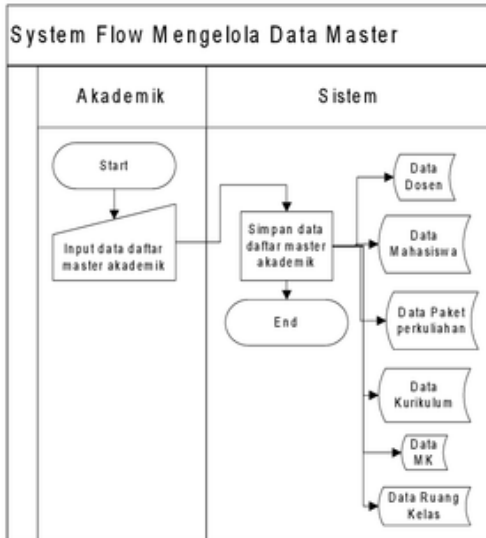 System Flow Mengelola Data Master
Akademik
Sistem
Start
Input data daftar
master akademik
Simpan data
daftar master
akademik
End
Data
Dosen
Data
Mahasiswa
Data Paket
perkuliahan
Data
Kurikulum
Data
MK
Data Ruang
Kelas